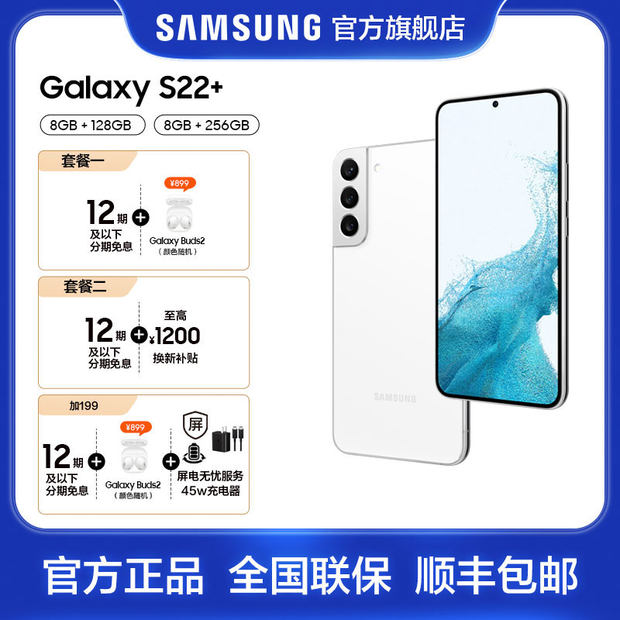 SAMSUNG 官方旗舰店
Galaxy S22+
8GB + 128GB 8GB + 256GB
套餐一
12期
及以下
分期免息
+
¥899
Galaxy Buds2
(颜色随机)
套餐二
12期
及以下
分期免息
+
至高
¥1200
换新补贴
加199
12期
及以下
分期免息
+
¥899
Galaxy Buds2
(颜色随机)
+
屏
屏电无忧服务
45w充电器
SAMSUNG
官方正品 全国联保 顺丰包邮